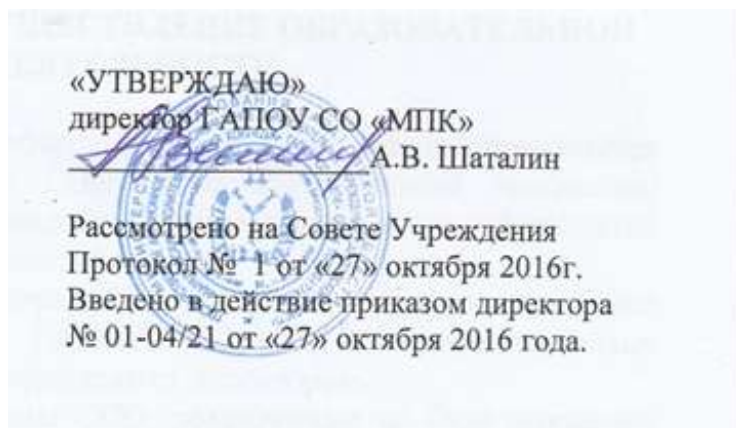 «УТВЕРЖДАЮ»
директор ГАПОУ СО «МПК»
А.В. Шаталин
Рассмотрено на Совете Учреждения
Протокол № 1 от «27» октября 2016г.
Введено в действие приказом директора
№ 01-04/21 от «27» октября 2016 года.